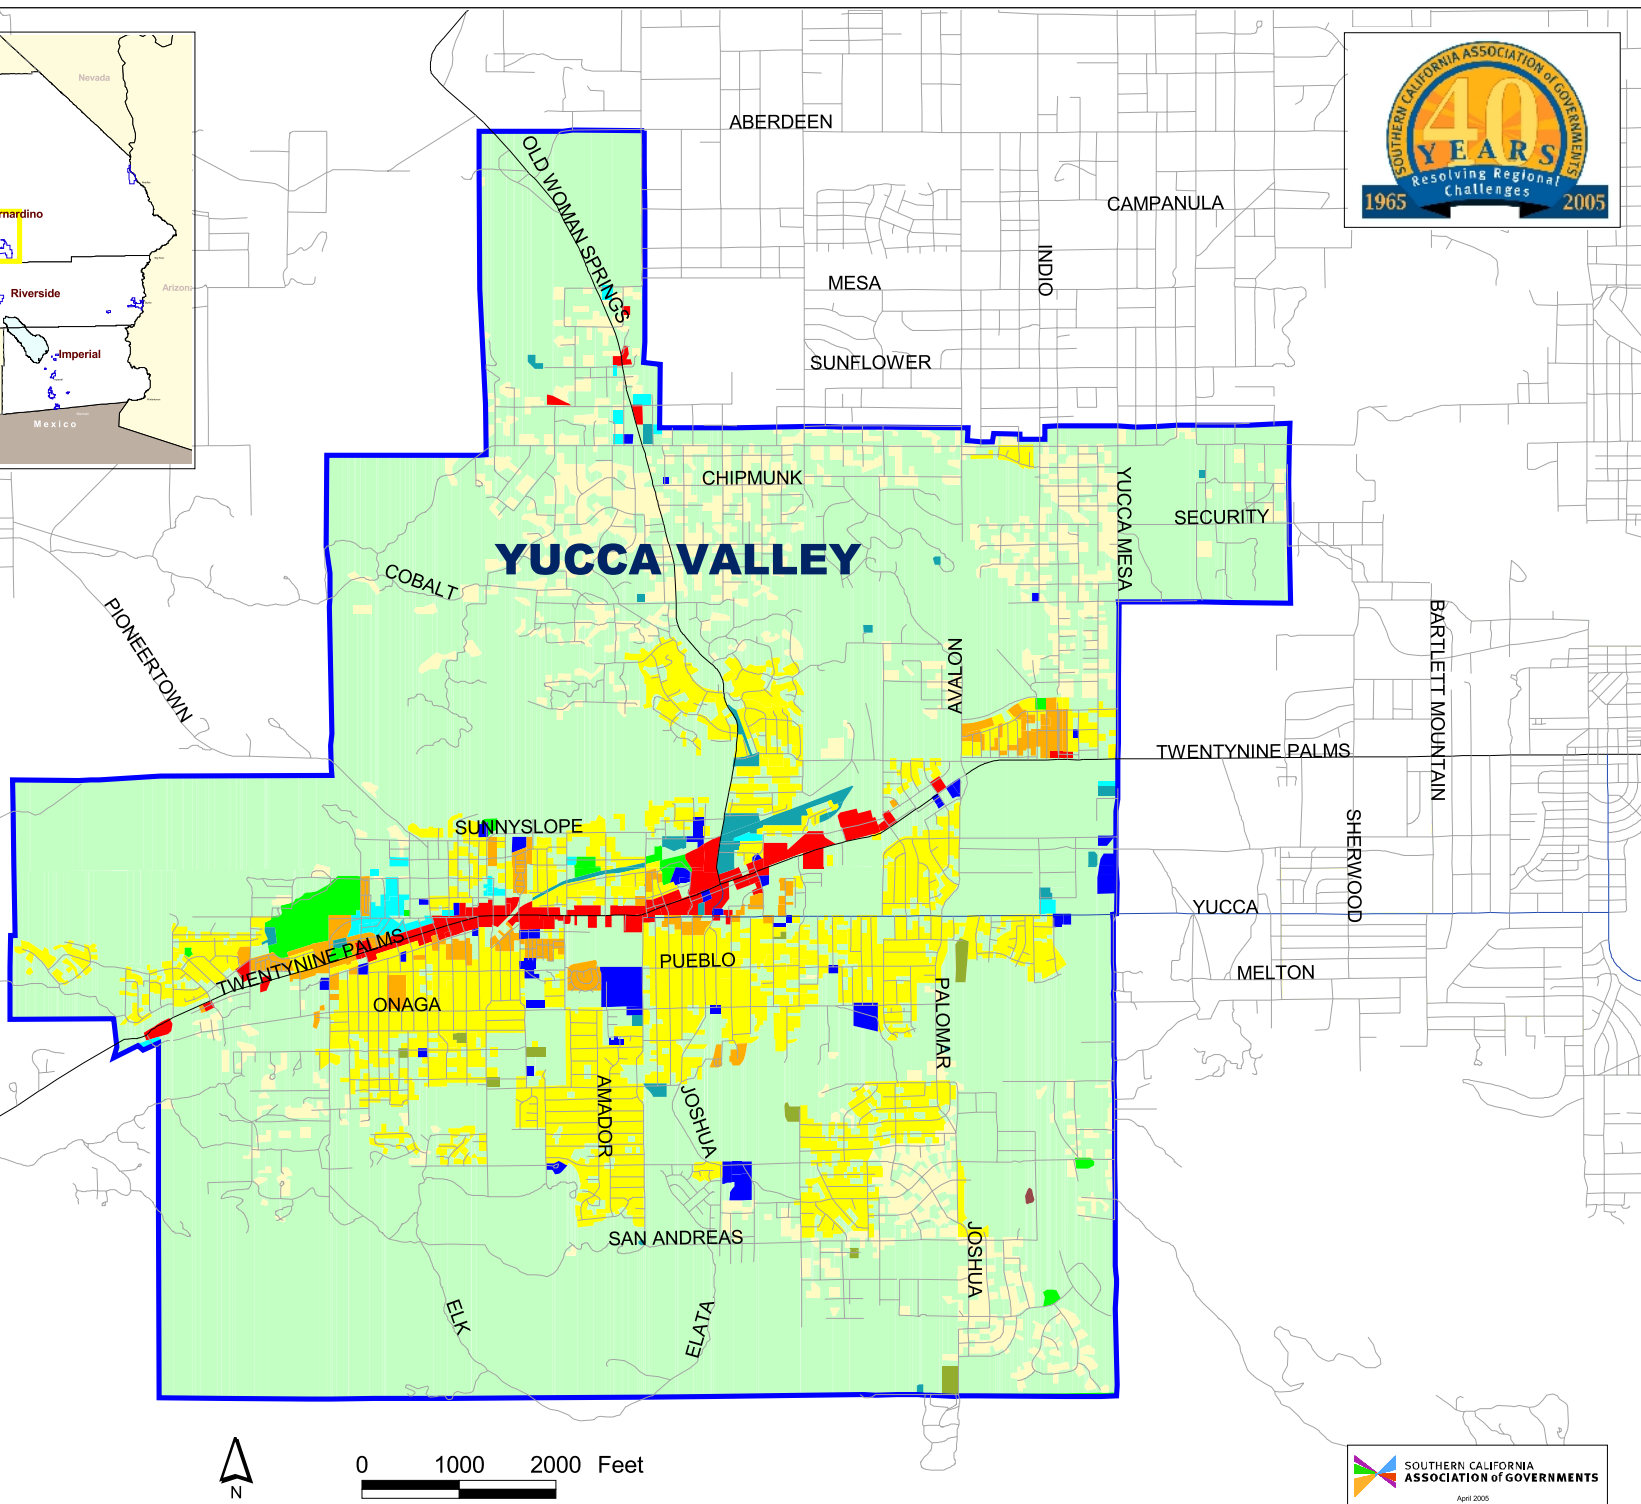 Nevada
rnardino
Riverside
Arizon
Imperial
Mexico
SOUTHERN CALIFORNIA ASSOCIATION of GOVERNMENTS
40
YEARS
Resolving Regional
Challenges
1965
2005
ABERDEEN
OLD WOMAN SPRINGS
CAMPANULA
INDIO
MESA
SUNFLOWER
CHIPMUNK
YUCCA MESA
SECURITY
YUCCA VALLEY
COBALT
PIONEERTOWN
AVALON
BARTLETT MOUNTAIN
TWENTYNINE PALMS
SUNNYSLOPE
SHERWOOD
YUCCA
TWENTYNINE PALMS
PUEBLO
MELTON
ONAGA
PALOMAR
AMADOR
JOSHUA
SAN ANDREAS
JOSHUA
ELK
ELATA
N
0 1000 2000 Feet
SOUTHERN CALIFORNIA
ASSOCIATION of GOVERNMENTS
April 2005